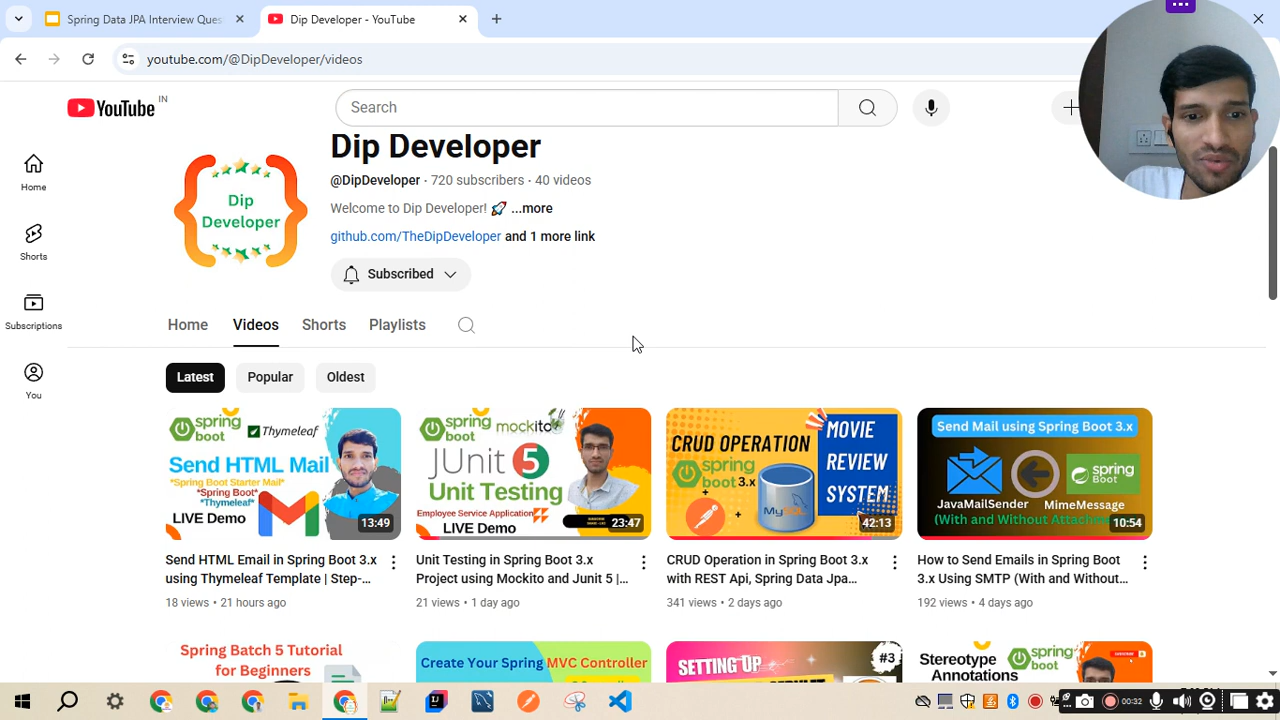 Spring Data JPA Interview Ques
Dip Developer - YouTube
youtube.com/@DipDeveloper/videos
YouTube
IN
Search
Dip
Developer
Dip Developer
@DipDeveloper · 720 subscribers · 40 videos
Welcome to Dip Developer! 🚀 ...more
github.com/TheDipDeveloper and 1 more link
Subscribed
Home
Shorts
Subscriptions
You
Home Videos Shorts Playlists
Latest Popular Oldest
spring
boot
Thymeleaf
Send HTML Mail
*Spring Boot Starter Mail*
*Spring Boot*
*Thymeleaf*
LIVE Demo
13:49
Send HTML Email in Spring Boot 3.x
using Thymeleaf Template | Step-...
18 views · 21 hours ago
spring
boot
mockito
JUnit 5
Unit Testing
Employee Service Application
LIVE Demo
23:47
Unit Testing in Spring Boot 3.x
Project using Mockito and Junit 5 |...
21 views · 1 day ago
CRUD OPERATION
spring
boot 3.x
MySQL
MOVIE
REVIEW
SYSTEM
42:13
CRUD Operation in Spring Boot 3.x
with REST Api, Spring Data Jpa...
341 views · 2 days ago
Send Mail using Spring Boot 3.x
spring
boot
JavaMailSender
MimeMessage
(With and Without Attachm
10:54
How to Send Emails in Spring Boot
3.x Using SMTP (With and Without...
192 views · 4 days ago
Spring Batch 5 Tutorial
for Beginners
Create Your Spring MVC Controller
SETTING UP
#3
Stereotype
Annotations
spring
boot
00:32